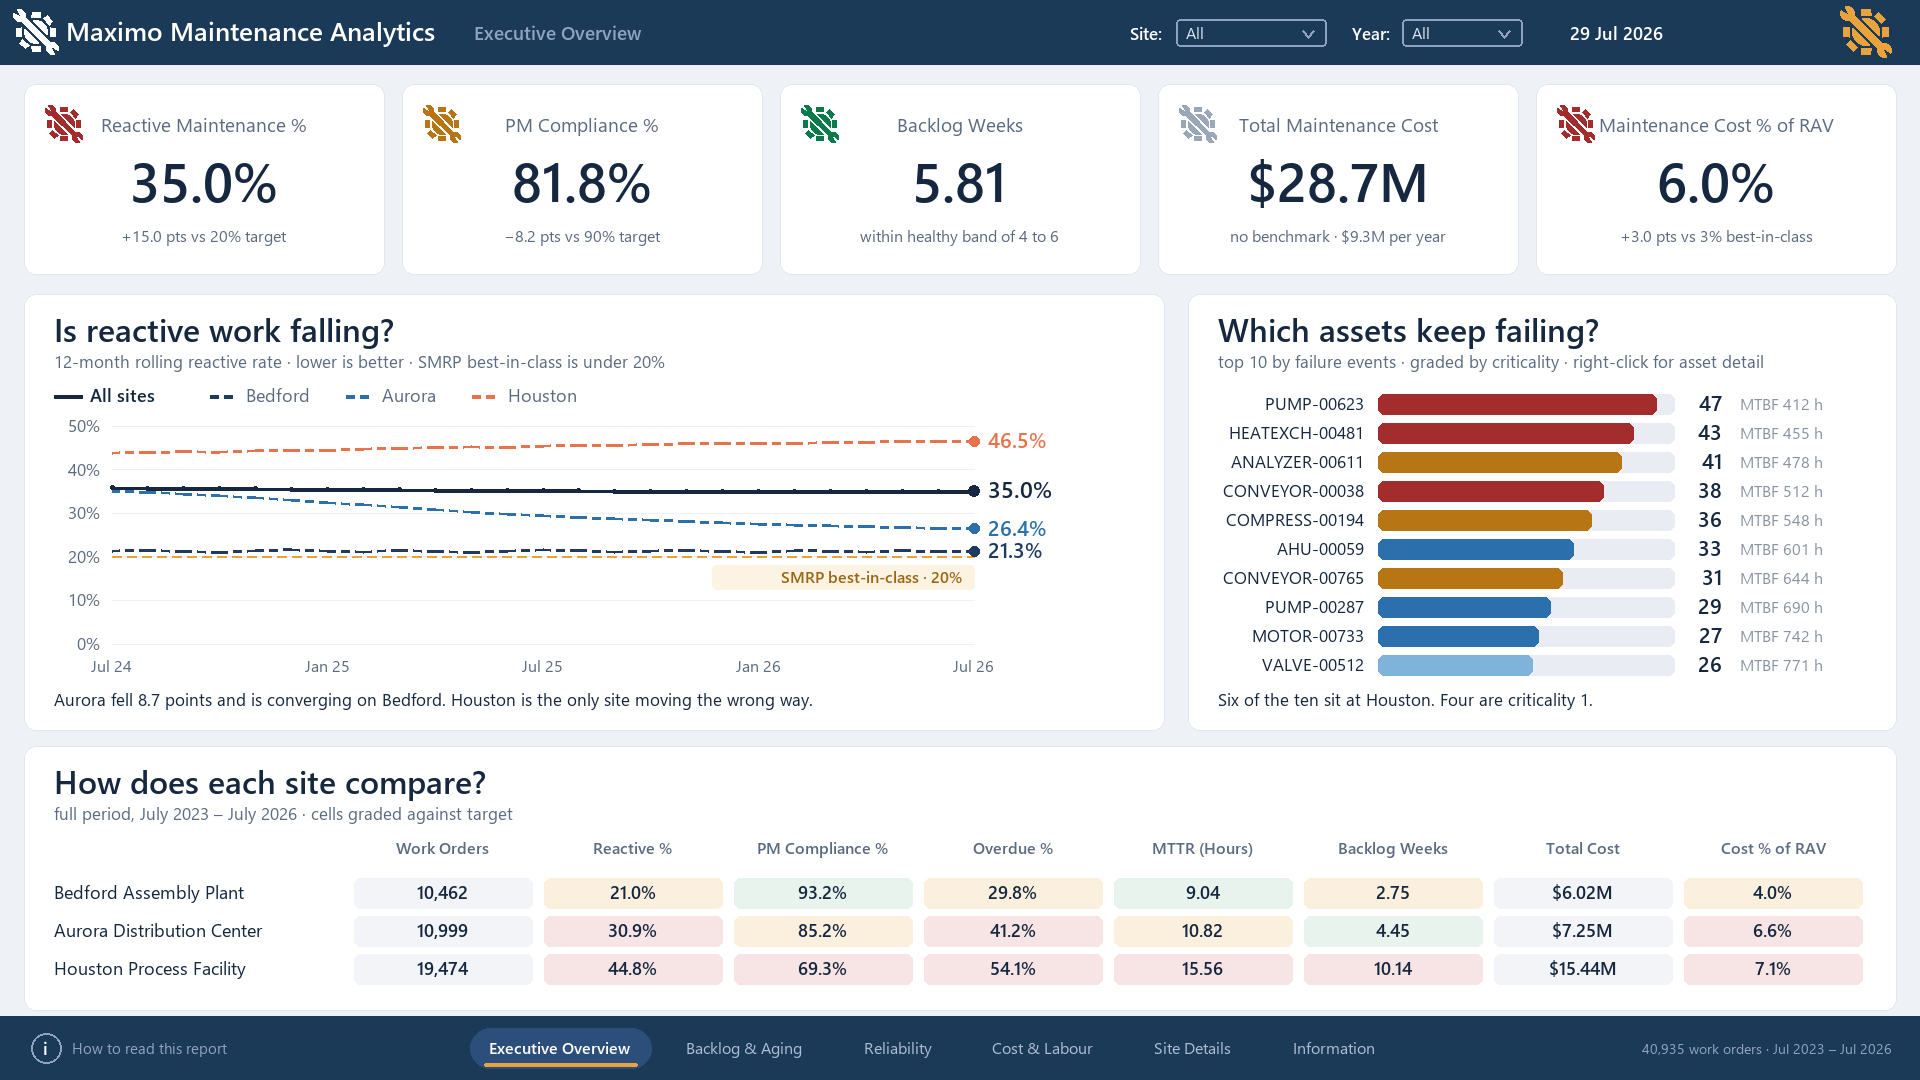 Maximo Maintenance Analytics
Executive Overview
Site: All
Year: All
29 Jul 2026
Reactive Maintenance %
35.0%
+15.0 pts vs 20% target
PM Compliance %
81.8%
−8.2 pts vs 90% target
Backlog Weeks
5.81
within healthy band of 4 to 6
Total Maintenance Cost
$28.7M
no benchmark · $9.3M per year
Maintenance Cost % of RAV
6.0%
+3.0 pts vs 3% best-in-class
Is reactive work falling?
12-month rolling reactive rate · lower is better · SMRP best-in-class is under 20%
All sites Bedford Aurora Houston
50%
40%
30%
20%
10%
0%
46.5%
35.0%
26.4%
21.3%
SMRP best-in-class · 20%
Jul 24 Jan 25 Jul 25 Jan 26 Jul 26
Aurora fell 8.7 points and is converging on Bedford. Houston is the only site moving the wrong way.
Which assets keep failing?
top 10 by failure events · graded by criticality · right-click for asset detail
PUMP-00623 47 MTBF 412 h
HEATEXCH-00481 43 MTBF 455 h
ANALYZER-00611 41 MTBF 478 h
CONVEYOR-00038 38 MTBF 512 h
COMPRESS-00194 36 MTBF 548 h
AHU-00059 33 MTBF 601 h
CONVEYOR-00765 31 MTBF 644 h
PUMP-00287 29 MTBF 690 h
MOTOR-00733 27 MTBF 742 h
VALVE-00512 26 MTBF 771 h
Six of the ten sit at Houston. Four are criticality 1.
How does each site compare?
full period, July 2023 – July 2026 · cells graded against target
Work Orders Reactive % PM Compliance % Overdue % MTTR (Hours) Backlog Weeks Total Cost Cost % of RAV
Bedford Assembly Plant 10,462 21.0% 93.2% 29.8% 9.04 2.75 $6.02M 4.0%
Aurora Distribution Center 10,999 30.9% 85.2% 41.2% 10.82 4.45 $7.25M 6.6%
Houston Process Facility 19,474 44.8% 69.3% 54.1% 15.56 10.14 $15.44M 7.1%
i How to read this report
Executive Overview
Backlog & Aging
Reliability
Cost & Labour
Site Details
Information
40,935 work orders · Jul 2023 – Jul 2026